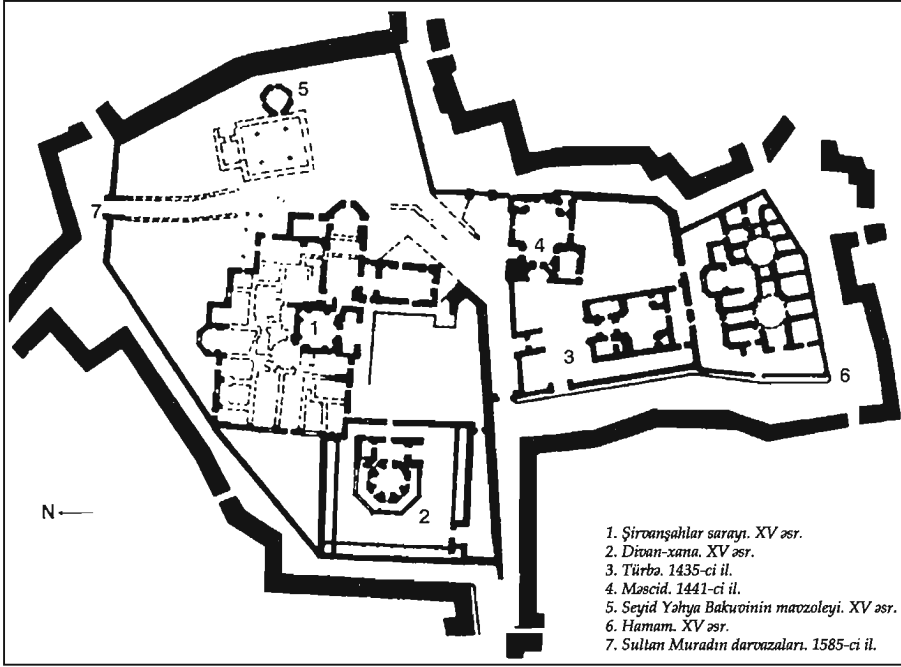 5
7
4
1
3
6
N
2
1. Şirvanşahlar sarayı. XV əsr.
2. Divan-xana. XV əsr.
3. Türbə. 1435-ci il.
4. Məscid. 1441-ci il.
5. Seyid Yəhya Bakuvinin mavzoleyi. XV əsr.
6. Hamam. XV əsr.
7. Sultan Muradın darvazaları. 1585-ci il.